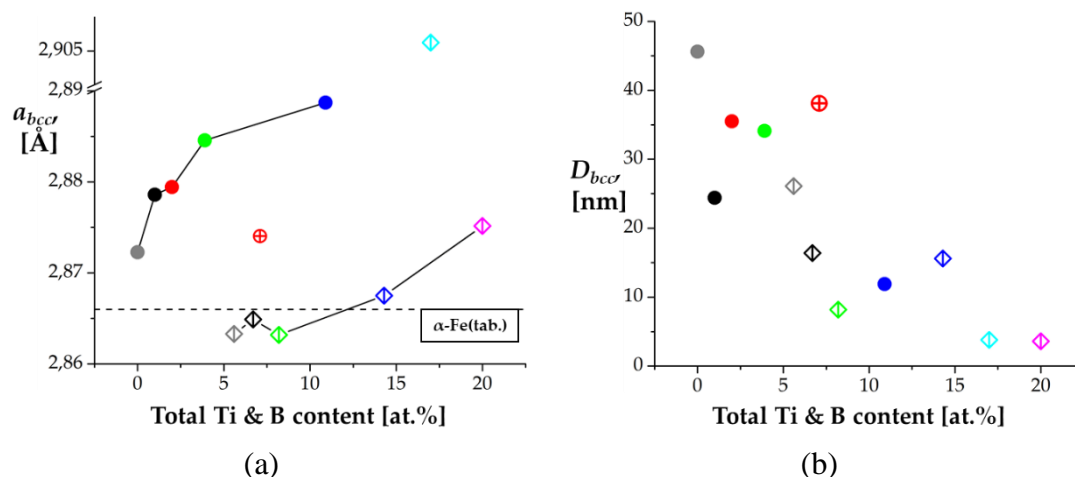 (a)
2,905
2,89
2,88
2,87
2,86
a_bcc,
[Å]
α-Fe(tab.)
0 5 10 15 20
Total Ti & B content [at.%]
(a)
(b)
50
40
30
20
10
0
D_bcc,
[nm]
0 5 10 15 20
Total Ti & B content [at.%]
(b)